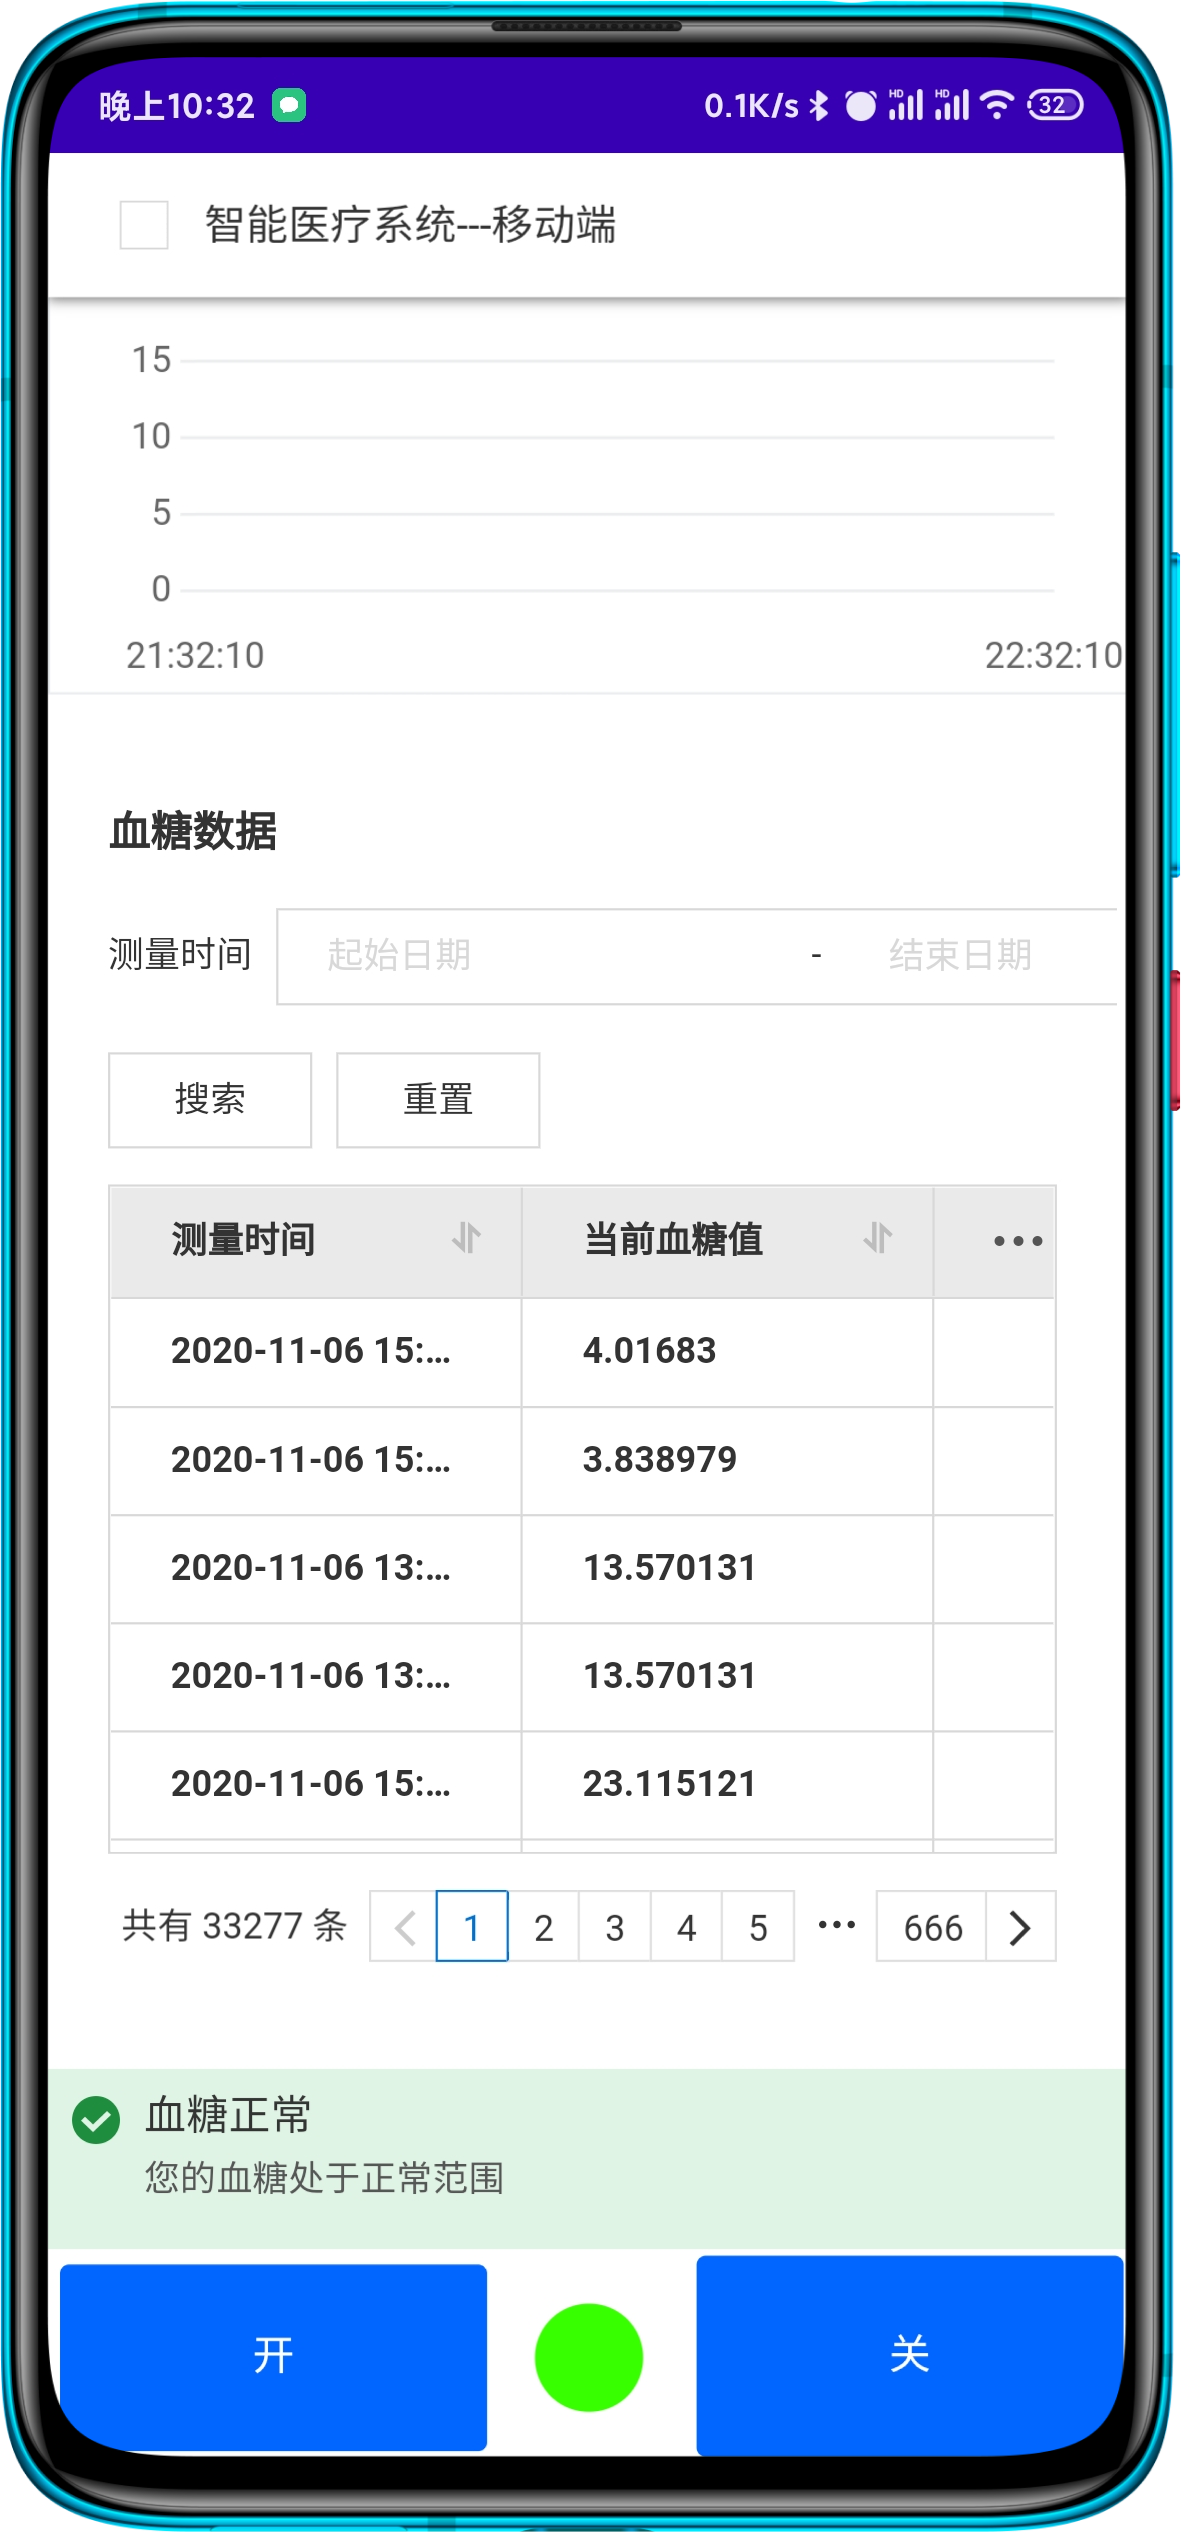 晚上10:32
0.1K/s HD HD 32
智能医疗系统---移动端
15
10
5
0
21:32:10 22:32:10
血糖数据
测量时间 起始日期 - 结束日期
搜索 重置
测量时间 当前血糖值 •••
2020-11-06 15:... 4.01683
2020-11-06 15:... 3.838979
2020-11-06 13:... 13.570131
2020-11-06 13:... 13.570131
2020-11-06 15:... 23.115121
共有 33277 条 1 2 3 4 5 ••• 666
血糖正常
您的血糖处于正常范围
开 关